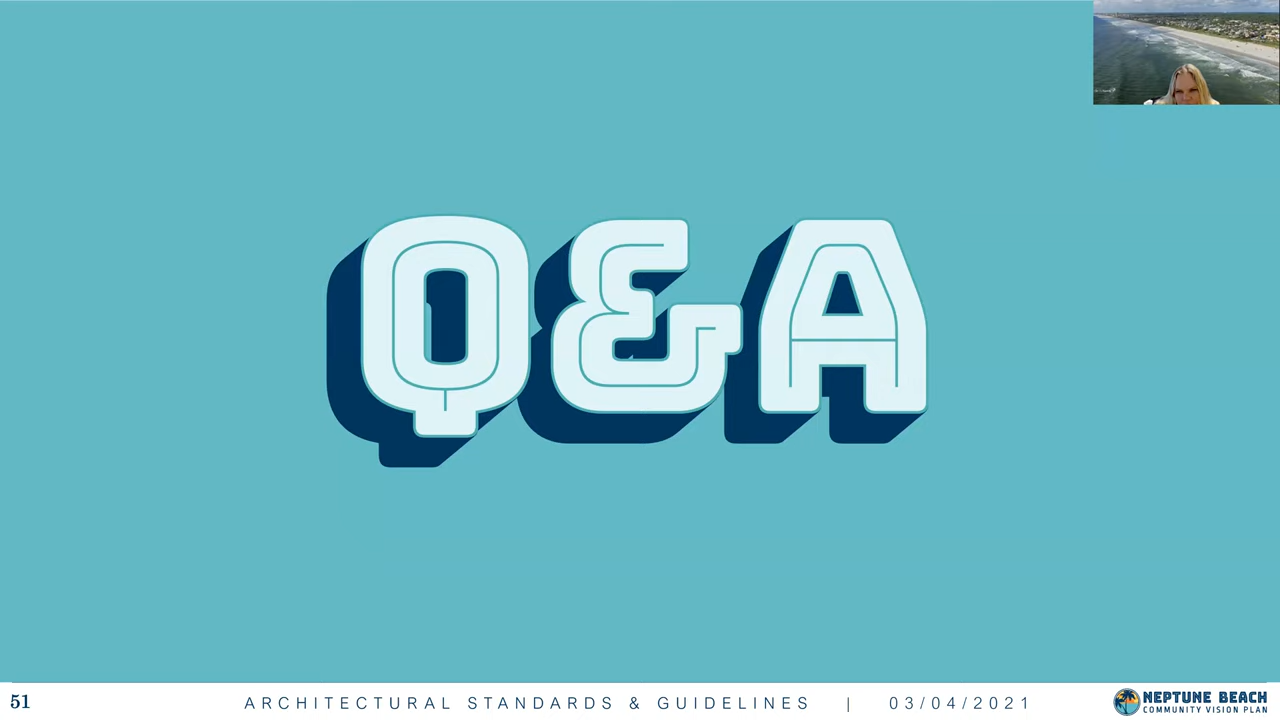 Q&A
51
ARCHITECTURAL STANDARDS & GUIDELINES | 03/04/2021
NEPTUNE BEACH
COMMUNITY VISION PLAN